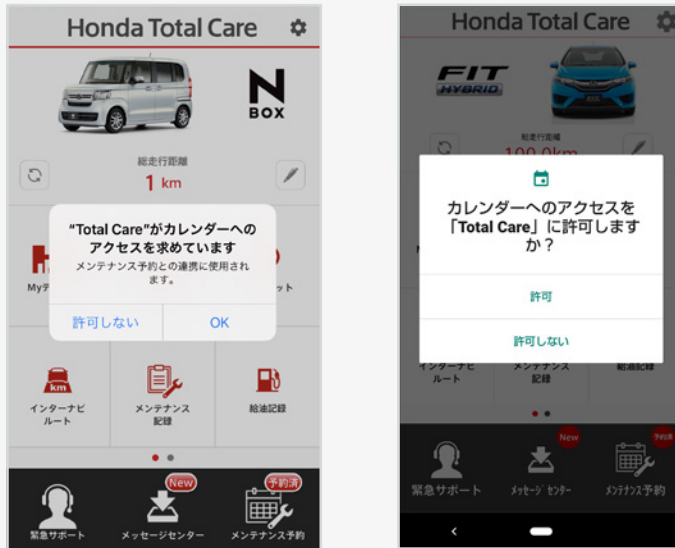 Honda Total Care
N
BOX
総走行距離
1 km
"Total Care"がカレンダーへの
アクセスを求めています
メンテナンス予約との連携に使用され
ます。
許可しない
OK
Myデ
ット
インターナビ
ルート
メンテナンス
記録
給油記録
緊急サポート
New
メッセージセンター
予約済
メンテナンス予約
Honda Total Care
FIT
HYBRID
総走行距離
100.0km
カレンダーへのアクセスを
「Total Care」に許可します
か？
許可
許可しない
インターナビ
ルート
メンテナンス
記録
給油記録
緊急サポート
New
メッセージセンター
予約済
メンテナンス予約